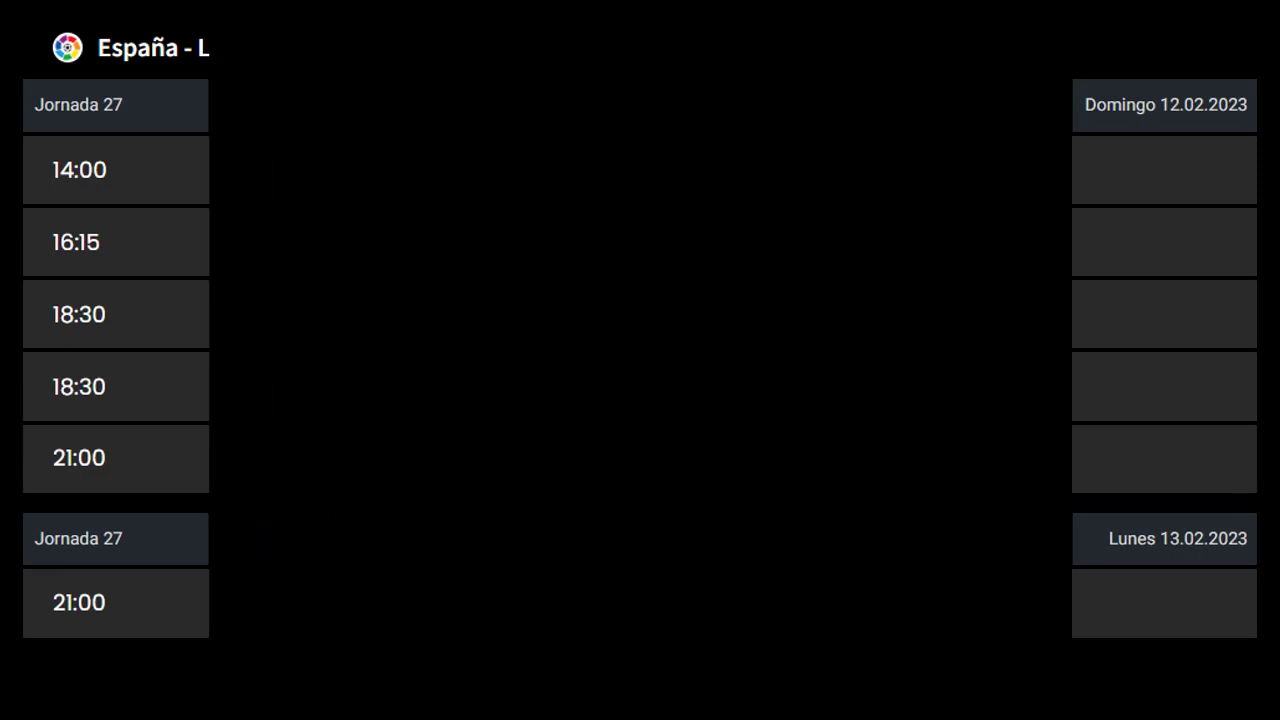 España - L
Jornada 27 Domingo 12.02.2023
14:00
16:15
18:30
18:30
21:00
Jornada 27 Lunes 13.02.2023
21:00